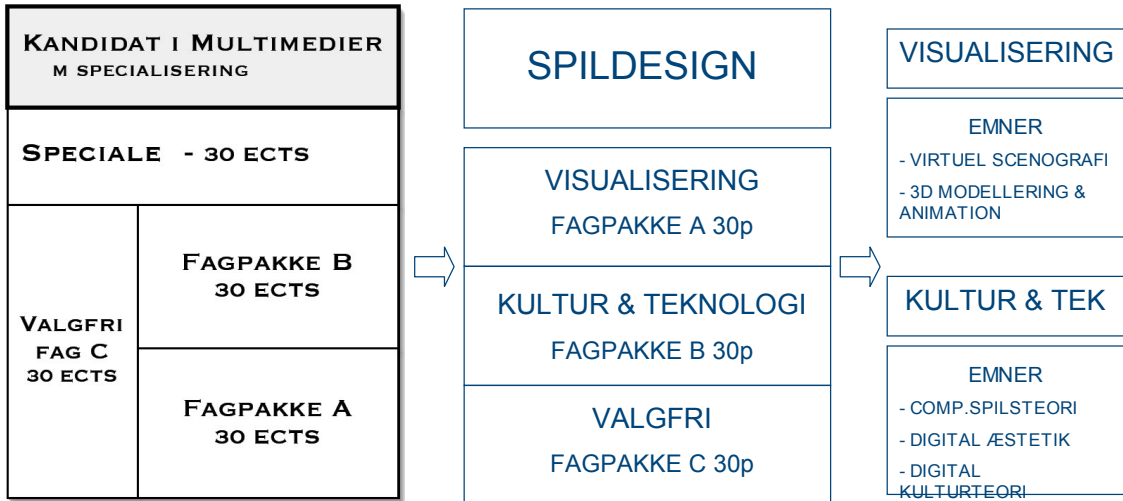 KANDIDAT I MULTIMEDIER
M SPECIALISERING
SPECIALE - 30 ECTS
FAGPAKKE B
30 ECTS
VALGFRI
FAG C
30 ECTS
FAGPAKKE A
30 ECTS
SPILDESIGN
VISUALISERING
FAGPAKKE A 30p
KULTUR & TEKNOLOGI
FAGPAKKE B 30p
VALGFRI
FAGPAKKE C 30p
VISUALISERING
EMNER
- VIRTUEL SCENOGRAFI
- 3D MODELLERING &
ANIMATION
KULTUR & TEK
EMNER
- COMP.SPILSTEORI
- DIGITAL ÆSTETIK
- DIGITAL
KULTURTEORI